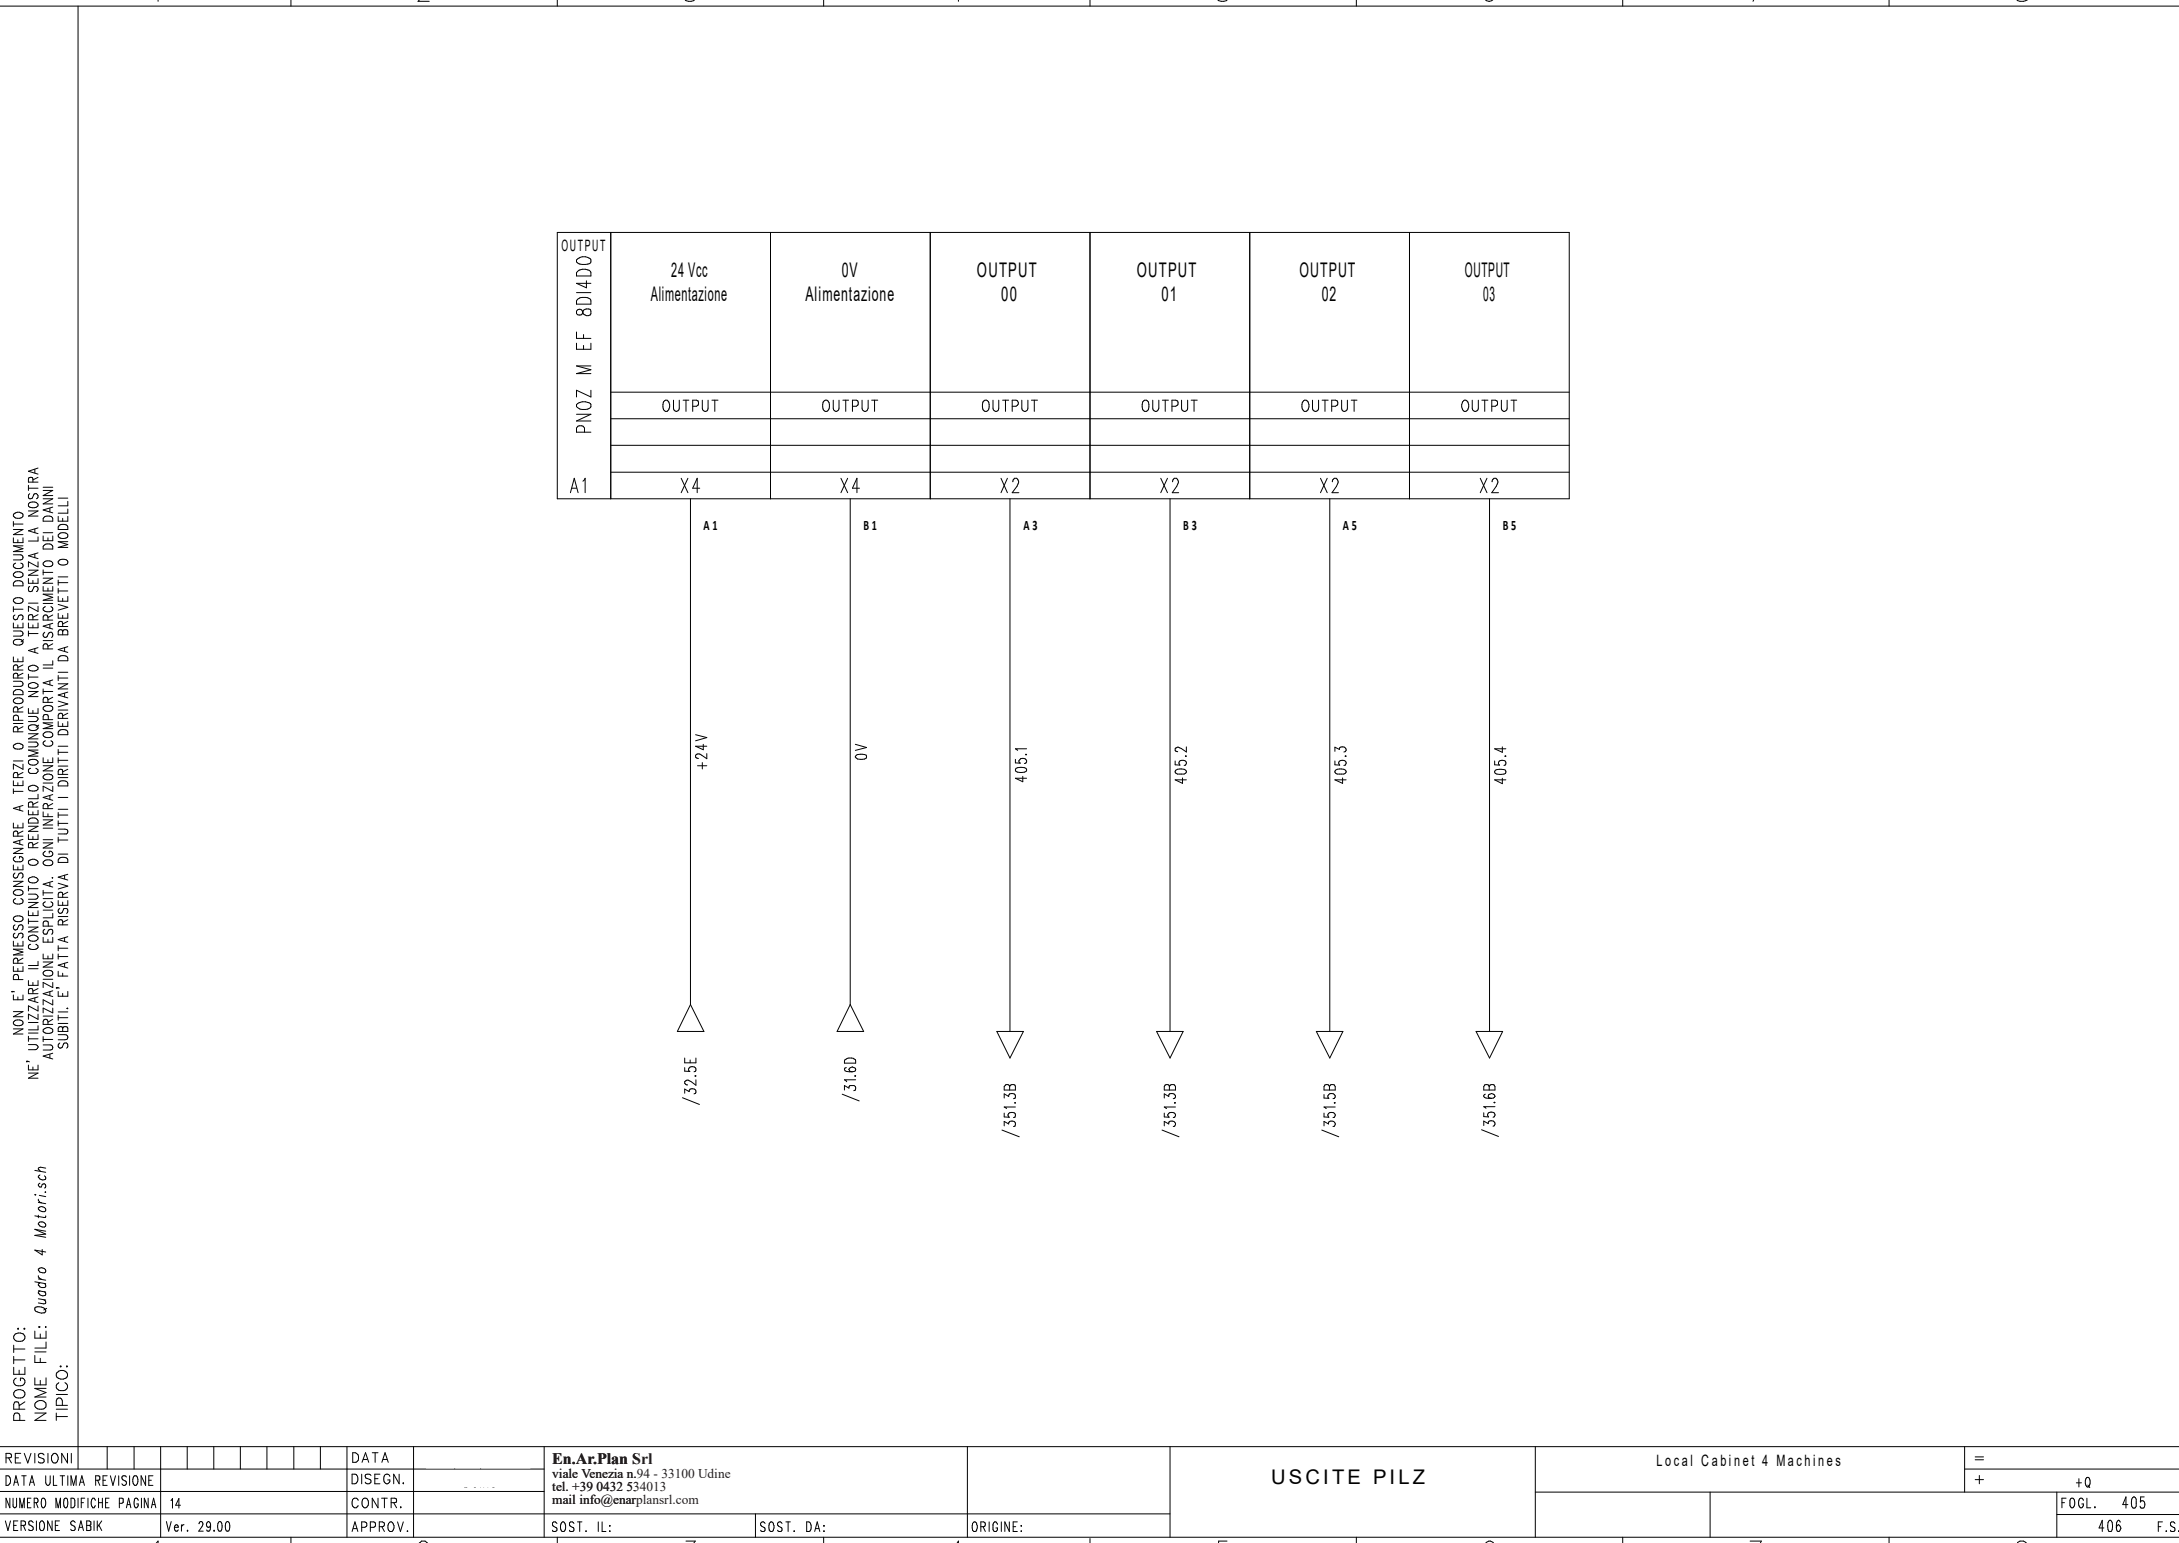 OUTPUT
PNOZ M EF 8DI4DO
A1
24 Vcc
Alimentazione
0V
Alimentazione
OUTPUT
00
OUTPUT
01
OUTPUT
02
OUTPUT
03
OUTPUT OUTPUT OUTPUT OUTPUT OUTPUT OUTPUT
X4 X4 X2 X2 X2 X2
A1 B1 A3 B3 A5 B5
+24V 0V 405.1 405.2 405.3 405.4
/32.5E /31.6D /351.3B /351.3B /351.5B /351.6B
NON E' PERMESSO CONSEGNARE A TERZI O RIPRODURRE QUESTO DOCUMENTO
NE' UTILIZZARE IL CONTENUTO O RENDERLO COMUNQUE NOTO A TERZI SENZA LA NOSTRA
AUTORIZZAZIONE ESPLICITA. OGNI INFRAZIONE COMPORTA IL RISARCIMENTO DEI DANNI
SUBITI. E' FATTA RISERVA DI TUTTI I DIRITTI DERIVANTI DA BREVETTI O MODELLI
PROGETTO:
NOME FILE: Quadro 4 Motori.sch
TIPICO:
REVISIONI
DATA ULTIMA REVISIONE
NUMERO MODIFICHE PAGINA 14
VERSIONE SABIK Ver. 29.00
DATA
DISEGN.
CONTR.
APPROV.
En.Ar.Plan Srl
viale Venezia n.94 - 33100 Udine
tel. +39 0432 534013
mail info@enarplansrl.com
SOST. IL: SOST. DA: ORIGINE:
USCITE PILZ
Local Cabinet 4 Machines
=
+ +Q
FOGL. 405
406 F.S.